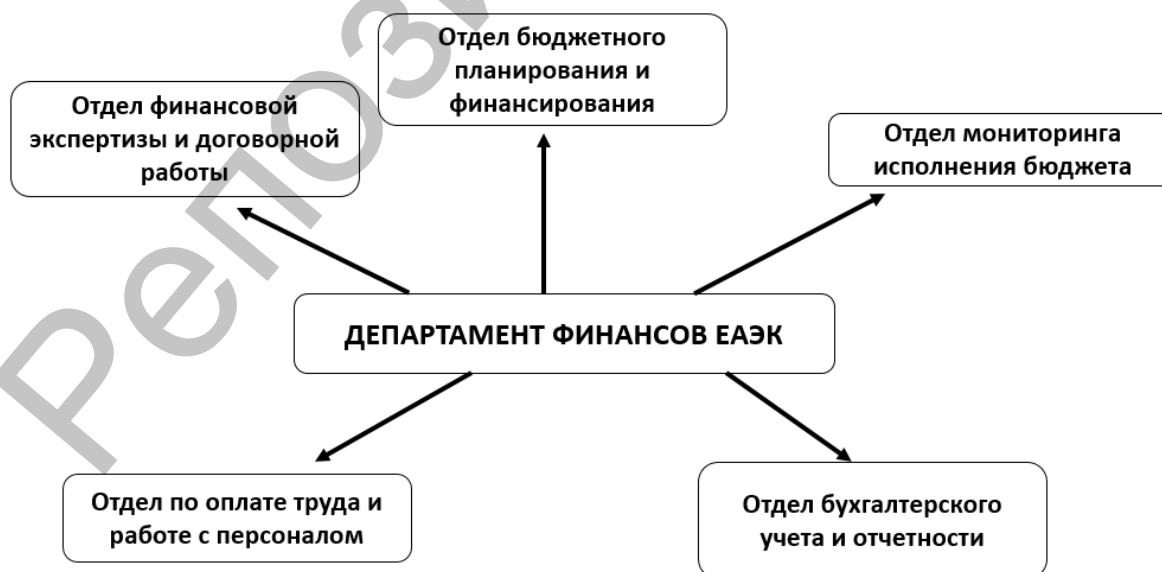 Отдел бюджетного
планирования и
финансирования
Отдел финансовой
экспертизы и договорной
работы
Отдел мониторинга
исполнения бюджета
ДЕПАРТАМЕНТ ФИНАНСОВ ЕАЭК
Отдел по оплате труда и
работе с персоналом
Отдел бухгалтерского
учета и отчетности
Репози